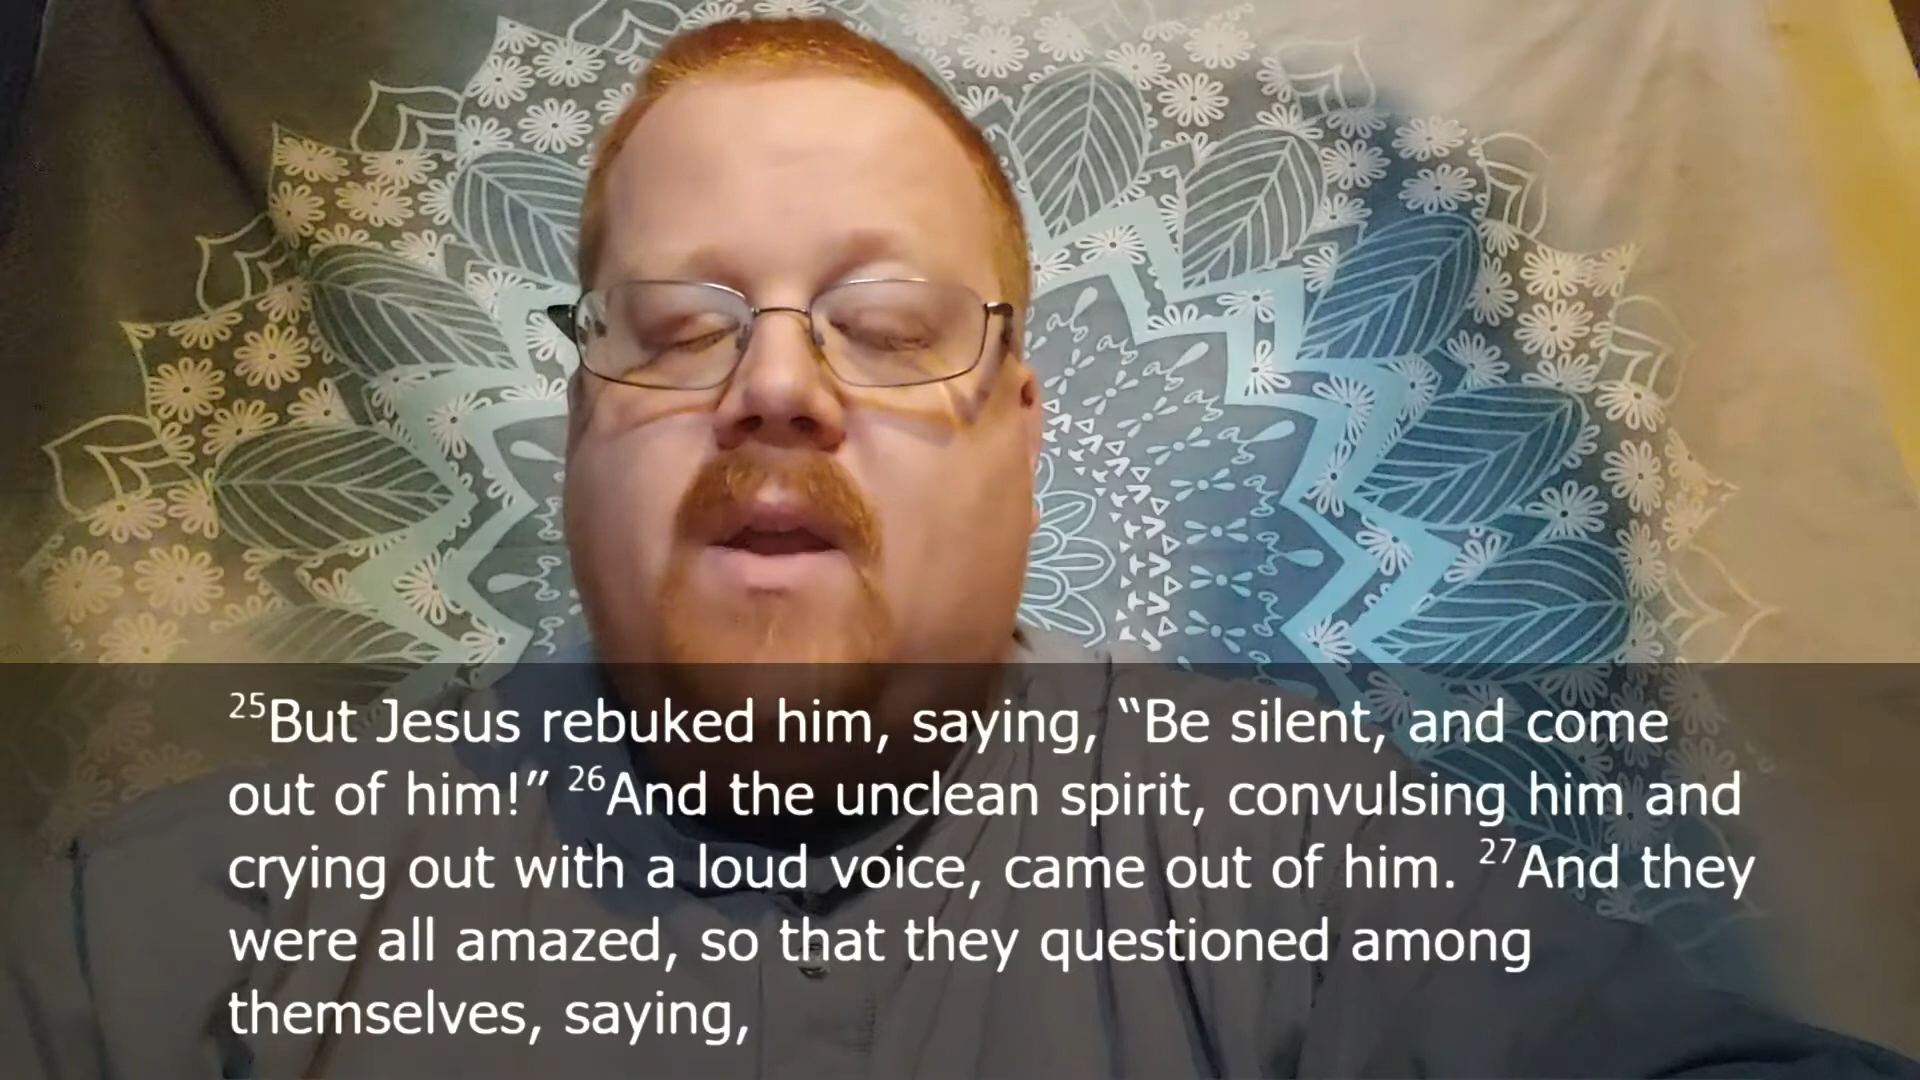 ²⁵But Jesus rebuked him, saying, “Be silent, and come
out of him!” ²⁶And the unclean spirit, convulsing him and
crying out with a loud voice, came out of him. ²⁷And they
were all amazed, so that they questioned among
themselves, saying,